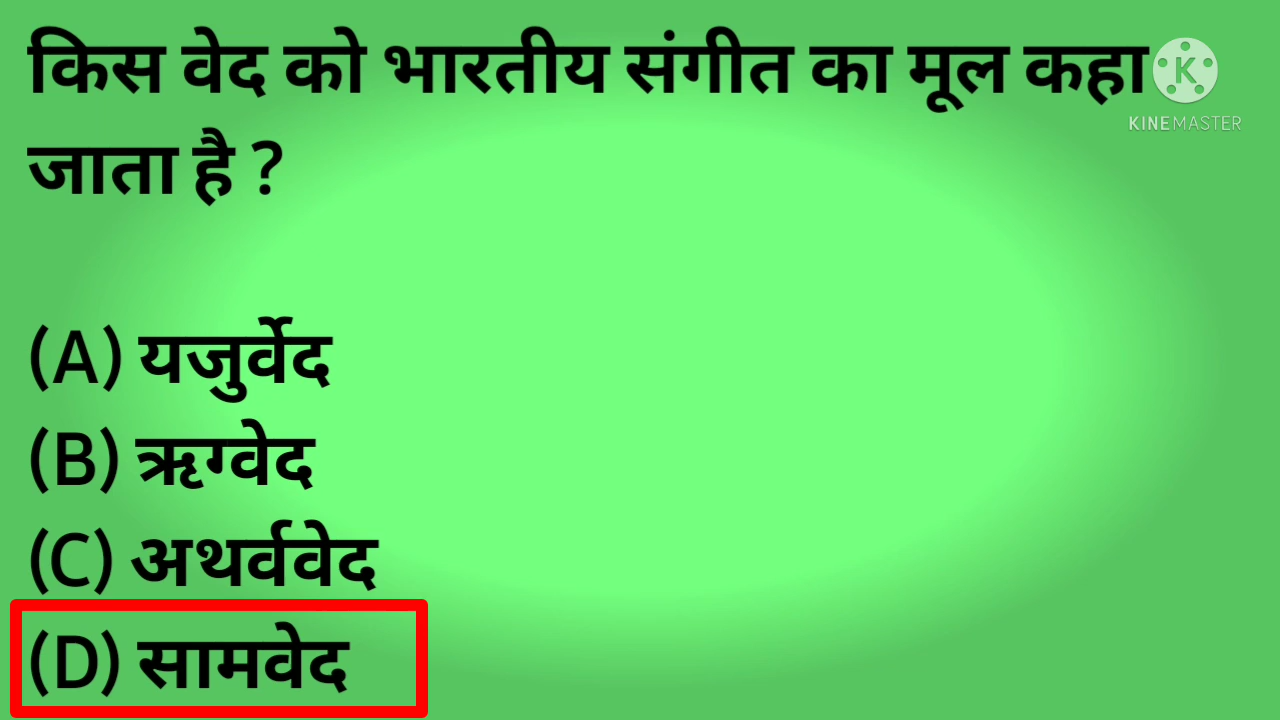 किस वेद को भारतीय संगीत का मूल कहा
जाता है ?
K
KINEMASTER
(A) यजुर्वेद
(B) ऋग्वेद
(C) अथर्ववेद
(D) सामवेद